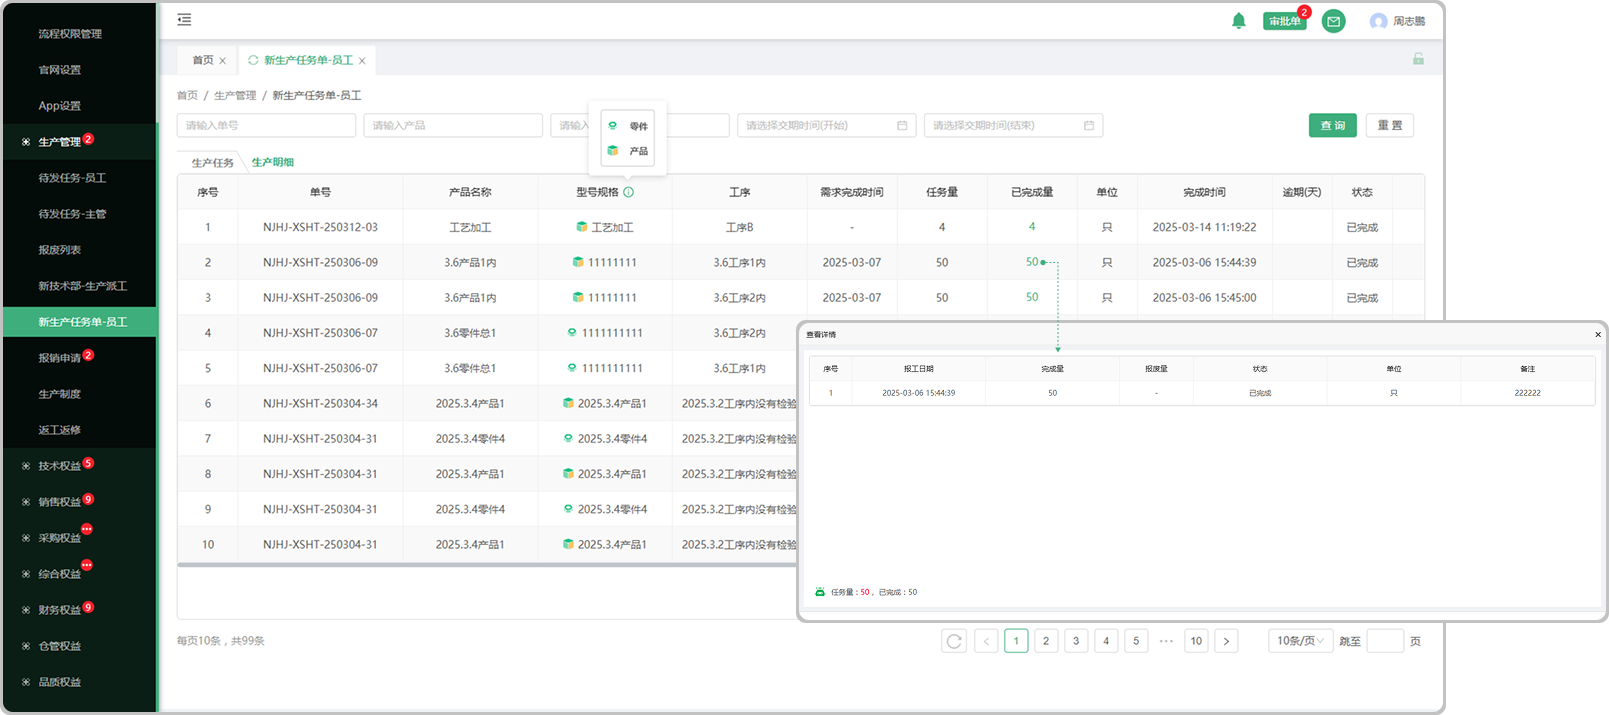 流程权限管理
官网设置
App设置
生产管理 2
待发任务-员工
待发任务-主管
报废列表
新技术部-生产派工
新生产任务单-员工
报销申请 2
生产制度
返工返修
技术权益 5
销售权益 9
采购权益 •••
综合权益 •••
财务权益 9
仓管权益
品质权益
审批单 2 周志鹏
首页 × 新生产任务单-员工 ×
首页 / 生产管理 / 新生产任务单-员工
请输入单号 请输入产品 请输入 请选择交期时间(开始) 请选择交期时间(结束) 查 询 重 置
零件
产品
生产任务 生产明细
序号 单号 产品名称 型号规格 工序 需求完成时间 任务量 已完成量 单位 完成时间 逾期(天) 状态
1 NJHJ-XSHT-250312-03 工艺加工 工艺加工 工序B - 4 4 只 2025-03-14 11:19:22 已完成
2 NJHJ-XSHT-250306-09 3.6产品1内 11111111 3.6工序1内 2025-03-07 50 50 只 2025-03-06 15:44:39 已完成
3 NJHJ-XSHT-250306-09 3.6产品1内 11111111 3.6工序2内 2025-03-07 50 50 只 2025-03-06 15:45:00 已完成
4 NJHJ-XSHT-250306-07 3.6零件总1 1111111111 3.6工序2内
5 NJHJ-XSHT-250306-07 3.6零件总1 1111111111 3.6工序1内
6 NJHJ-XSHT-250304-34 2025.3.4产品1 2025.3.4产品1 2025.3.2工序内没有检验
7 NJHJ-XSHT-250304-31 2025.3.4零件4 2025.3.4零件4 2025.3.2工序内没有检验
8 NJHJ-XSHT-250304-31 2025.3.4产品1 2025.3.4产品1 2025.3.2工序内没有检验
9 NJHJ-XSHT-250304-31 2025.3.4零件4 2025.3.4零件4 2025.3.2工序内没有检验
10 NJHJ-XSHT-250304-31 2025.3.4产品1 2025.3.4产品1 2025.3.2工序内没有检验
查看详情 ×
序号 报工日期 完成量 报废量 状态 单位 备注
1 2025-03-06 15:44:39 50 - 已完成 只 222222
任务量：50， 已完成：50
每页10条，共99条 < 1 2 3 4 5 ••• 10 > 10条/页 跳至 页